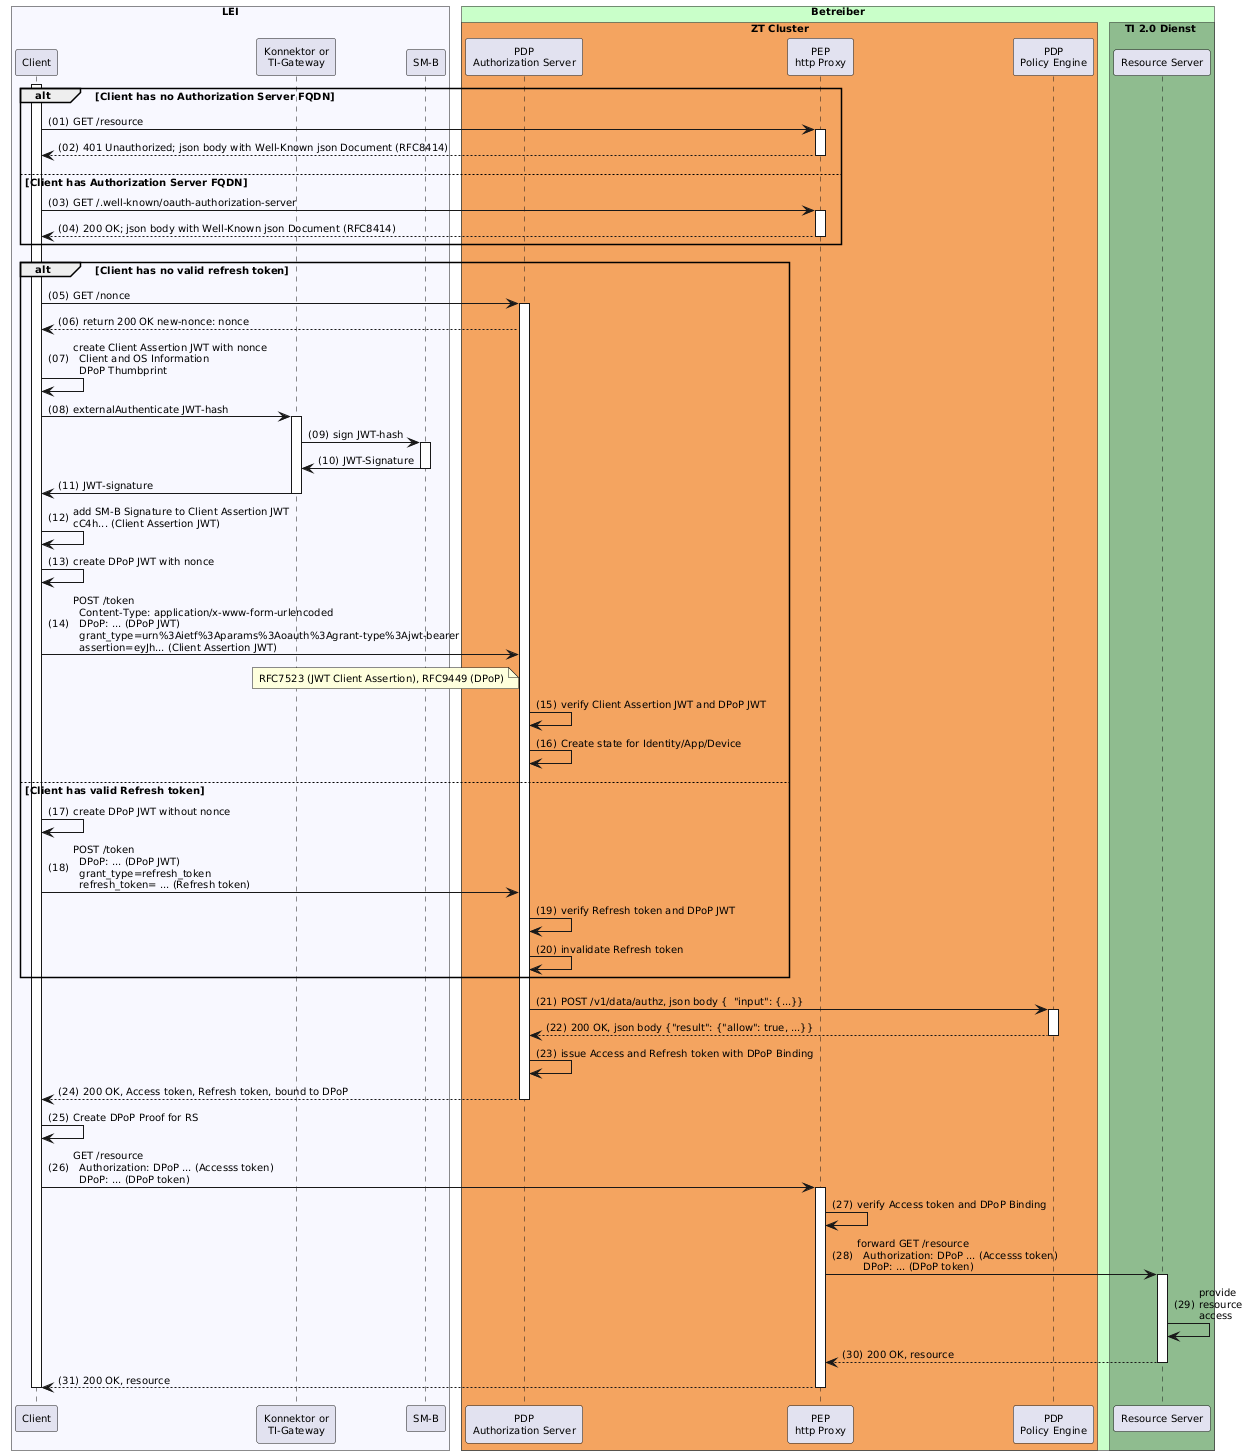 LEI
Betreiber
ZT Cluster
TI 2.0 Dienst
Client
Konnektor or
TI-Gateway
SM-B
PDP
Authorization Server
PEP
http Proxy
PDP
Policy Engine
Resource Server
alt [Client has no Authorization Server FQDN]
(01) GET /resource
(02) 401 Unauthorized; json body with Well-Known json Document (RFC8414)
[Client has Authorization Server FQDN]
(03) GET /.well-known/oauth-authorization-server
(04) 200 OK; json body with Well-Known json Document (RFC8414)
alt [Client has no valid refresh token]
(05) GET /nonce
(06) return 200 OK new-nonce: nonce
create Client Assertion JWT with nonce
(07) Client and OS Information
DPoP Thumbprint
(08) externalAuthenticate JWT-hash
(09) sign JWT-hash
(10) JWT-Signature
(11) JWT-signature
(12) add SM-B Signature to Client Assertion JWT
cC4h... (Client Assertion JWT)
(13) create DPoP JWT with nonce
POST /token
Content-Type: application/x-www-form-urlencoded
(14) DPoP: ... (DPoP JWT)
grant_type=urn%3Aietf%3Aparams%3Aoauth%3Agrant-type%3Ajwt-bearer
assertion=eyJh... (Client Assertion JWT)
RFC7523 (JWT Client Assertion), RFC9449 (DPoP)
(15) verify Client Assertion JWT and DPoP JWT
(16) Create state for Identity/App/Device
[Client has valid Refresh token]
(17) create DPoP JWT without nonce
POST /token
DPoP: ... (DPoP JWT)
(18) grant_type=refresh_token
refresh_token= ... (Refresh token)
(19) verify Refresh token and DPoP JWT
(20) invalidate Refresh token
(21) POST /v1/data/authz, json body {  "input": {...}}
(22) 200 OK, json body {"result": {"allow": true, ...}}
(23) issue Access and Refresh token with DPoP Binding
(24) 200 OK, Access token, Refresh token, bound to DPoP
(25) Create DPoP Proof for RS
GET /resource
(26) Authorization: DPoP ... (Accesss token)
DPoP: ... (DPoP token)
(27) verify Access token and DPoP Binding
forward GET /resource
(28) Authorization: DPoP ... (Accesss token)
DPoP: ... (DPoP token)
provide
(29) resource
access
(30) 200 OK, resource
(31) 200 OK, resource
Client
Konnektor or
TI-Gateway
SM-B
PDP
Authorization Server
PEP
http Proxy
PDP
Policy Engine
Resource Server